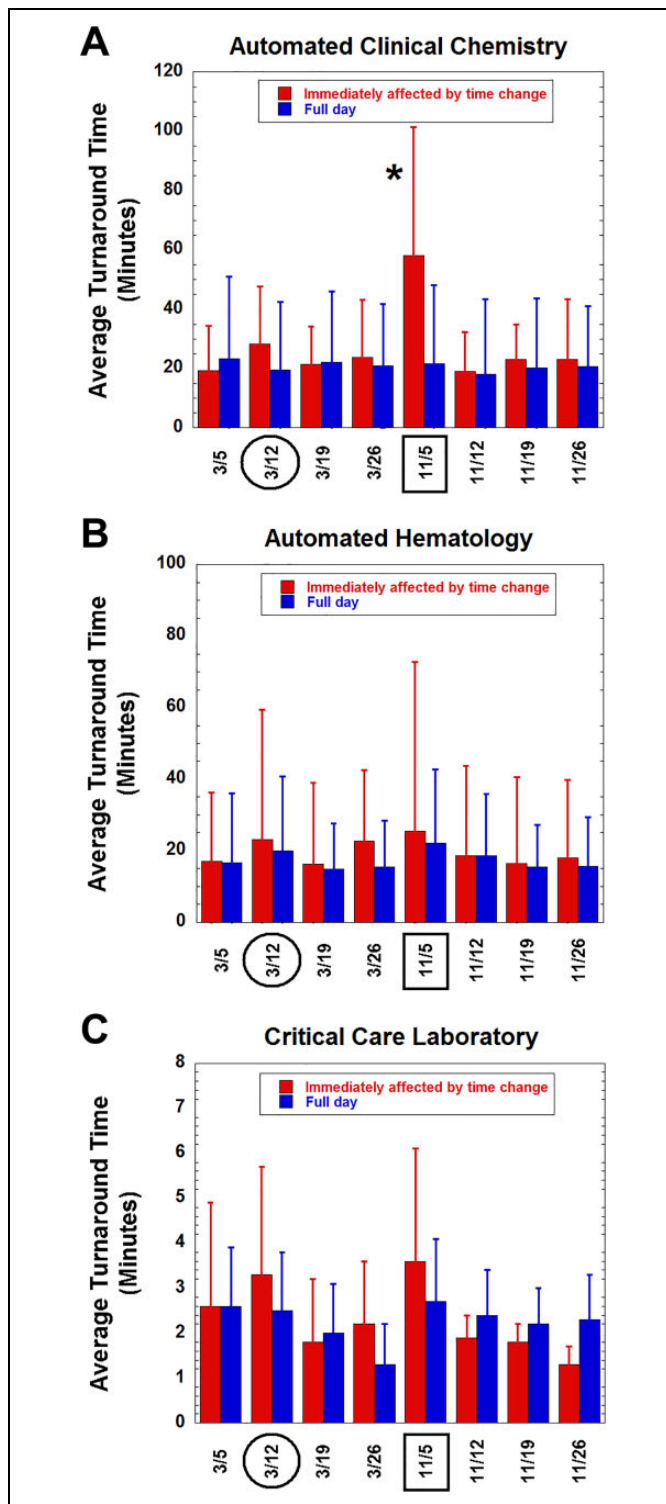 A
Automated Clinical Chemistry
Average Turnaround Time
(Minutes)
120
100
80
60
40
20
0
Immediately affected by time change
Full day
*
3/5
3/12
3/19
3/26
11/5
11/12
11/19
11/26
B
Automated Hematology
Average Turnaround Time
(Minutes)
100
80
60
40
20
0
Immediately affected by time change
Full day
3/5
3/12
3/19
3/26
11/5
11/12
11/19
11/26
C
Critical Care Laboratory
Average Turnaround Time
(Minutes)
8
7
6
5
4
3
2
1
0
Immediately affected by time change
Full day
3/5
3/12
3/19
3/26
11/5
11/12
11/19
11/26